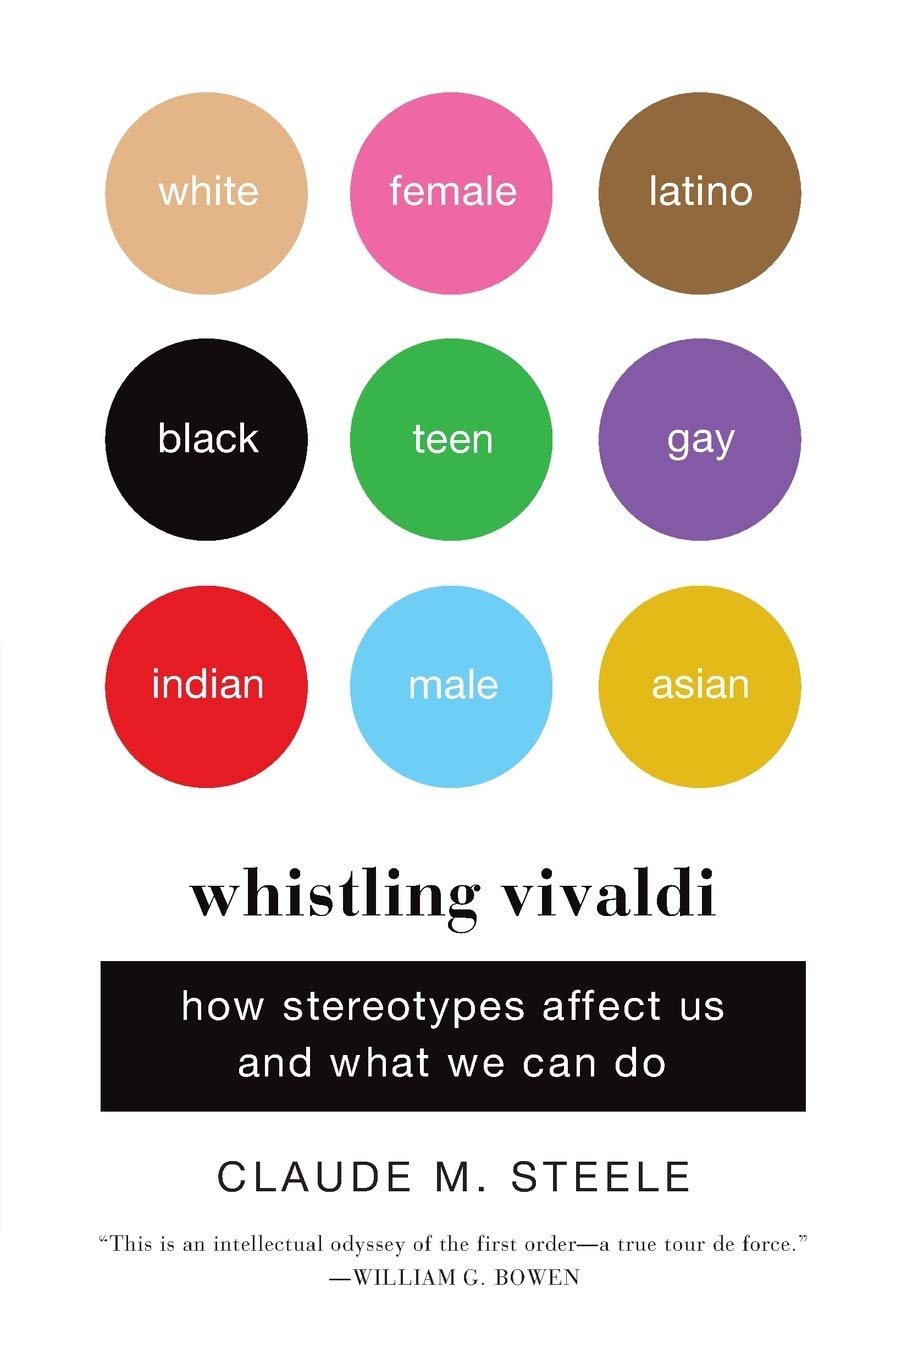 white female latino
black teen gay
indian male asian
whistling vivaldi
how stereotypes affect us
and what we can do
CLAUDE M. STEELE
“This is an intellectual odyssey of the first order—a true tour de force.”
—WILLIAM G. BOWEN